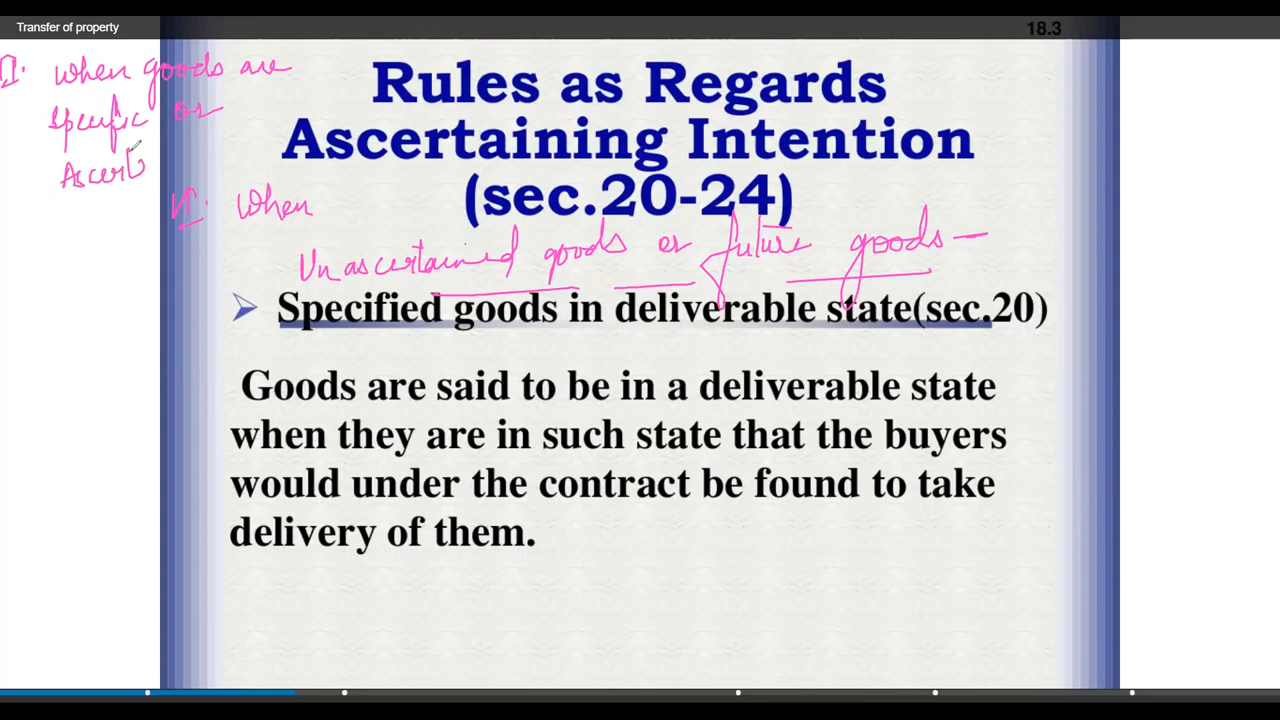 Transfer of property
18.3
Rules as Regards
Ascertaining Intention
(sec.20-24)
II. when goods are
specific or
Ascert
VI. when
Unascertained goods or future goods—
➢ Specified goods in deliverable state(sec.20)
Goods are said to be in a deliverable state
when they are in such state that the buyers
would under the contract be found to take
delivery of them.